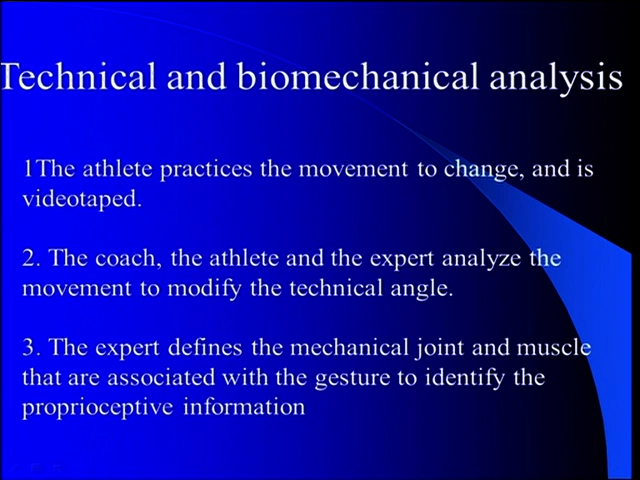 Technical and biomechanical analysis
1The athlete practices the movement to change, and is
videotaped.
2. The coach, the athlete and the expert analyze the
movement to modify the technical angle.
3. The expert defines the mechanical joint and muscle
that are associated with the gesture to identify the
proprioceptive information